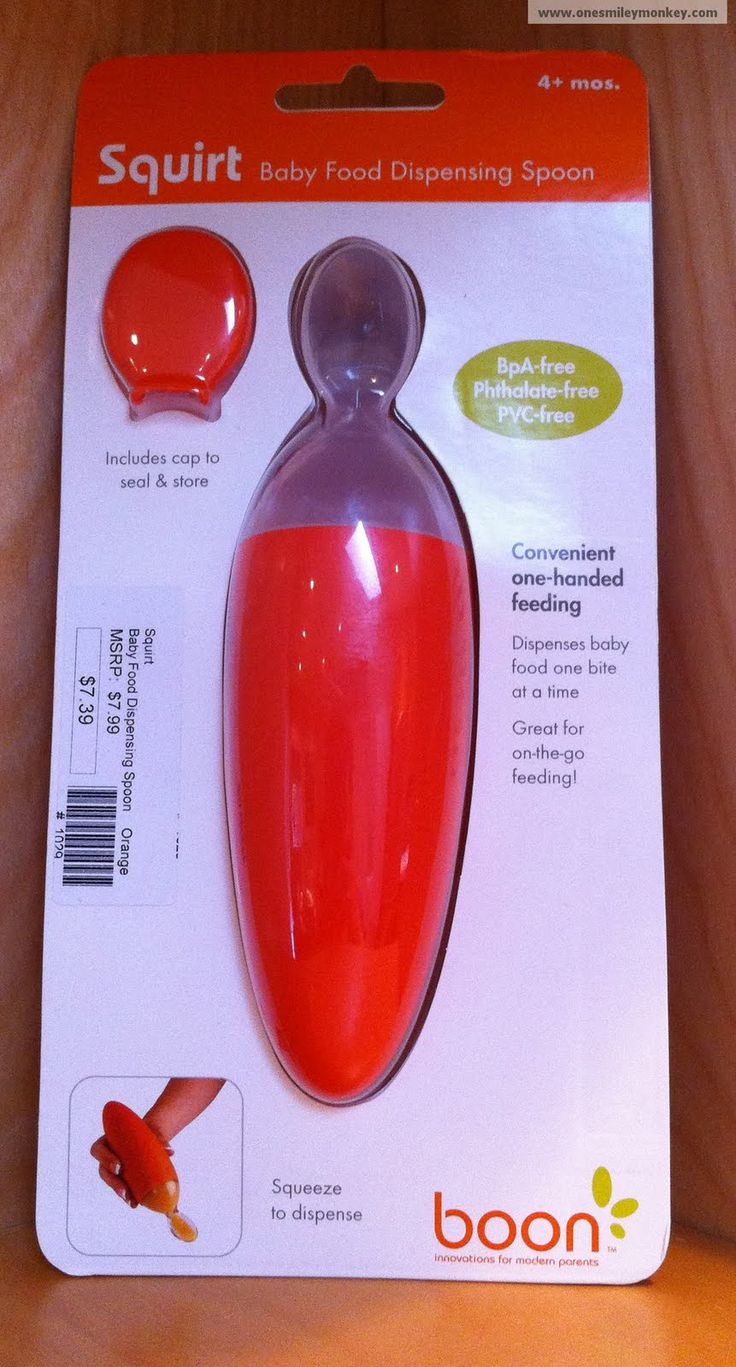 www.onesmileymonkey.com
4+ mos.
Squirt Baby Food Dispensing Spoon
Includes cap to
seal & store
BpA-free
Phthalate-free
PVC-free
Convenient
one-handed
feeding
Dispenses baby
food one bite
at a time
Great for
on-the-go
feeding!
Squirt
Baby Food Dispensing Spoon Orange
MSRP: $7.99
$7.39
# 1029
Squeeze
to dispense
boon™
innovations for modern parents